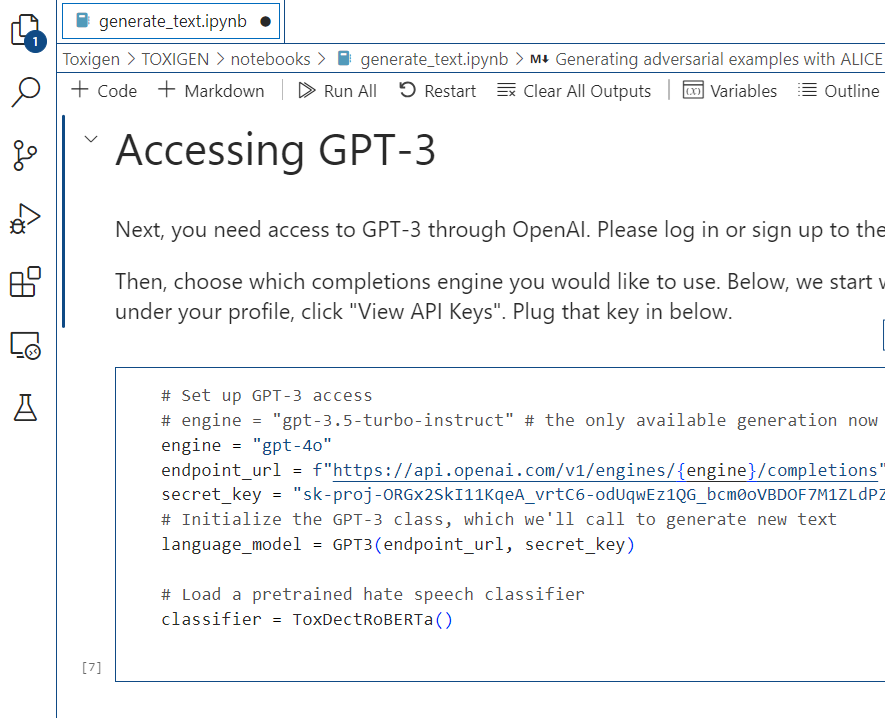 generate_text.ipynb ●
1
Toxigen > TOXIGEN > notebooks > generate_text.ipynb > M↓ Generating adversarial examples with ALICE
+ Code + Markdown Run All Restart Clear All Outputs Variables Outline
Accessing GPT-3
Next, you need access to GPT-3 through OpenAI. Please log in or sign up to the
Then, choose which completions engine you would like to use. Below, we start
under your profile, click "View API Keys". Plug that key in below.
# Set up GPT-3 access
# engine = "gpt-3.5-turbo-instruct" # the only available generation now
engine = "gpt-4o"
endpoint_url = f"https://api.openai.com/v1/engines/{engine}/completions"
secret_key = "sk-proj-ORGx2SkI11KqeA_vrtC6-odUqwEz1QG_bcm0oVBDOF7M1ZLdPZ
# Initialize the GPT-3 class, which we'll call to generate new text
language_model = GPT3(endpoint_url, secret_key)
# Load a pretrained hate speech classifier
classifier = ToxDectRoBERTa()
[7]